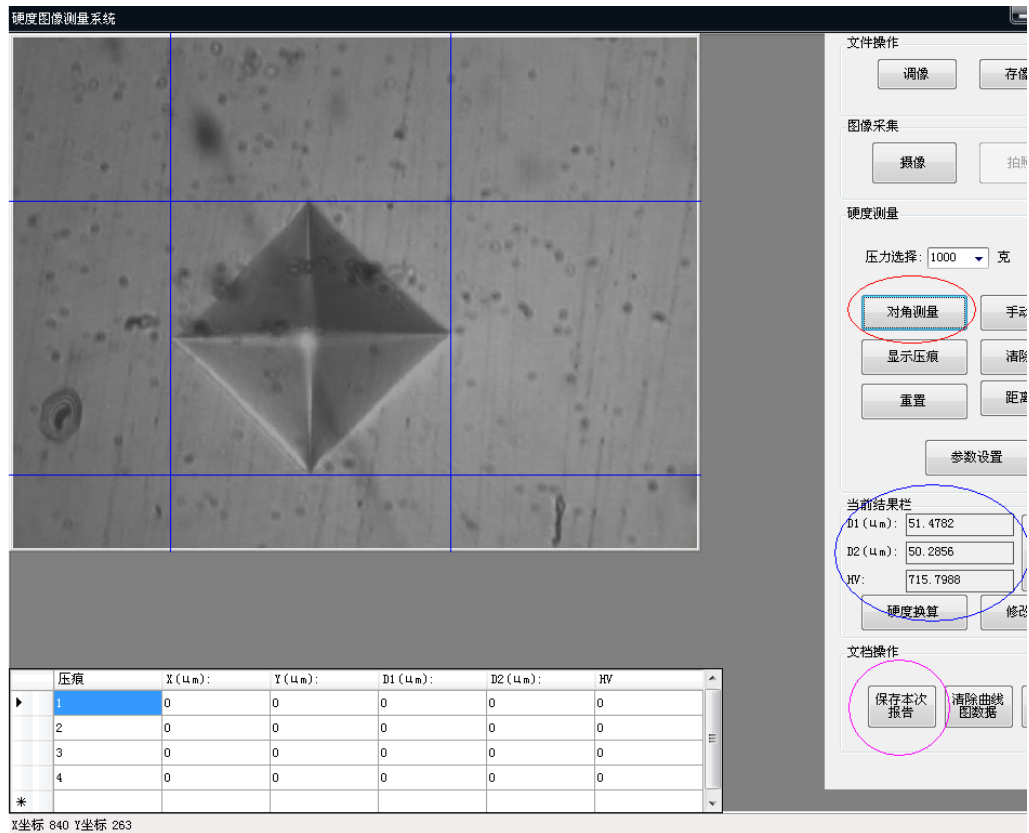 硬度图像测量系统
文件操作
调像
图像采集
摄像
硬度测量
压力选择: 1000 克
对角测量
显示压痕
重置
参数设置
当前结果栏
D1(um): 51.4782
D2(um): 50.2856
HV: 715.7988
硬度换算
文档操作
保存本次
报告
清除曲线
图数据
压痕 X(um): Y(um): D1(um): D2(um): HV
1 0 0 0 0 0
2 0 0 0 0 0
3 0 0 0 0 0
4 0 0 0 0 0
*
X坐标 840 Y坐标 263